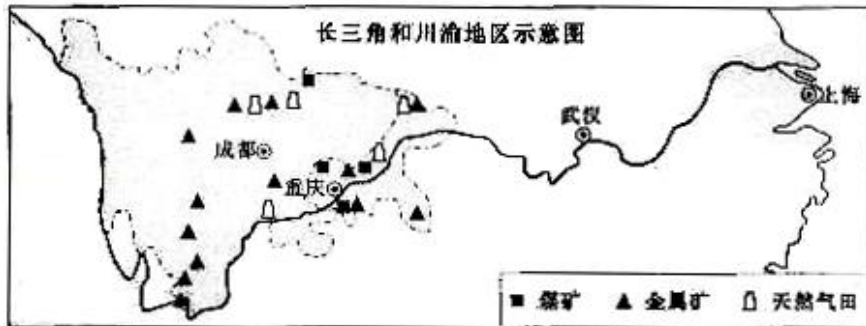 长三角和川渝地区示意图
上海
武汉
成都
重庆
煤矿 金属矿 天然气田